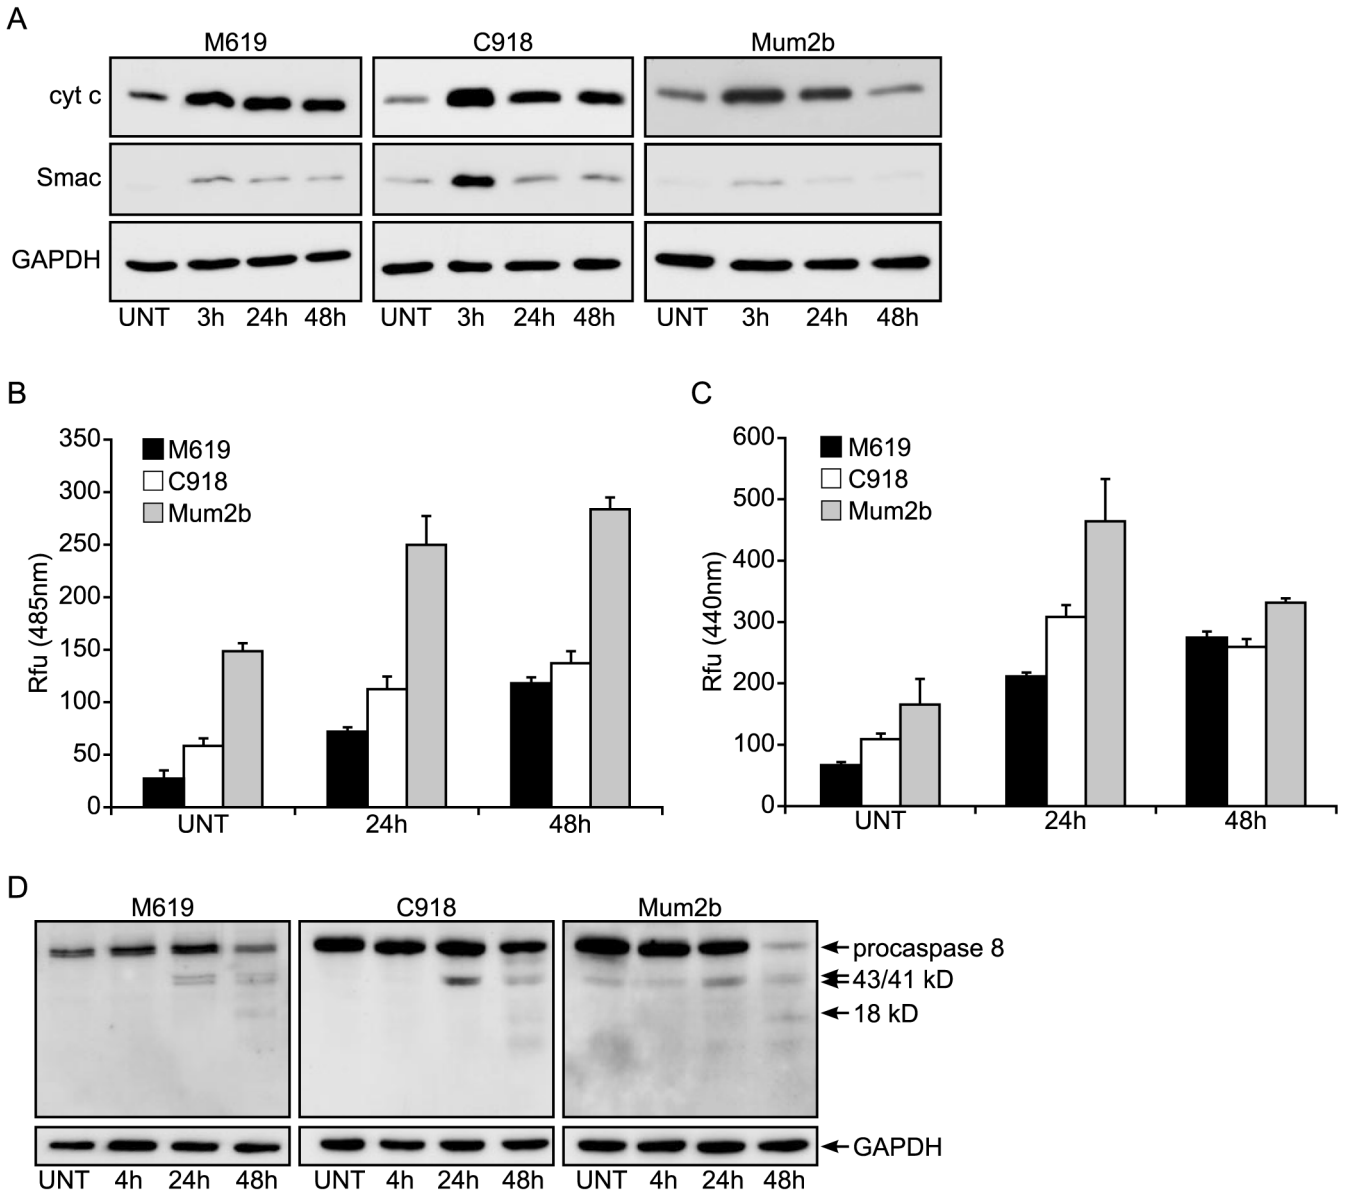 A
M619 C918 Mum2b
cyt c
Smac
GAPDH
UNT 3h 24h 48h UNT 3h 24h 48h UNT 3h 24h 48h
B
350
300
250
200
150
100
50
0
Rfu (485nm)
M619
C918
Mum2b
UNT 24h 48h
C
600
500
400
300
200
100
0
Rfu (440nm)
M619
C918
Mum2b
UNT 24h 48h
D
M619 C918 Mum2b
procaspase 8
43/41 kD
18 kD
GAPDH
UNT 4h 24h 48h UNT 4h 24h 48h UNT 4h 24h 48h